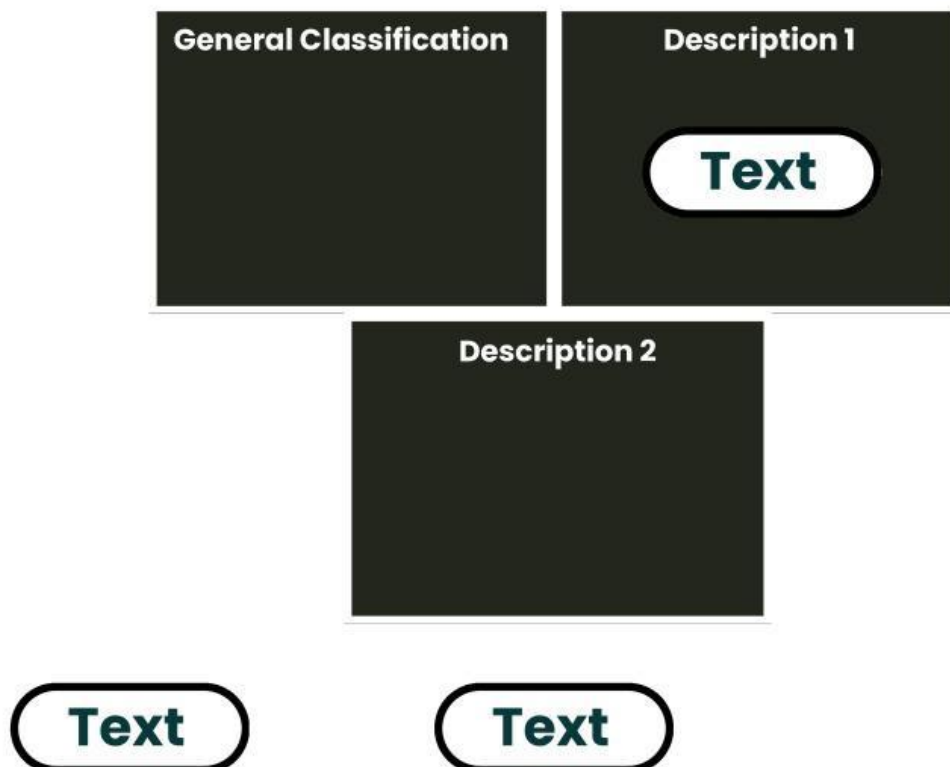 General Classification
Description 1
Text
Description 2
Text
Text